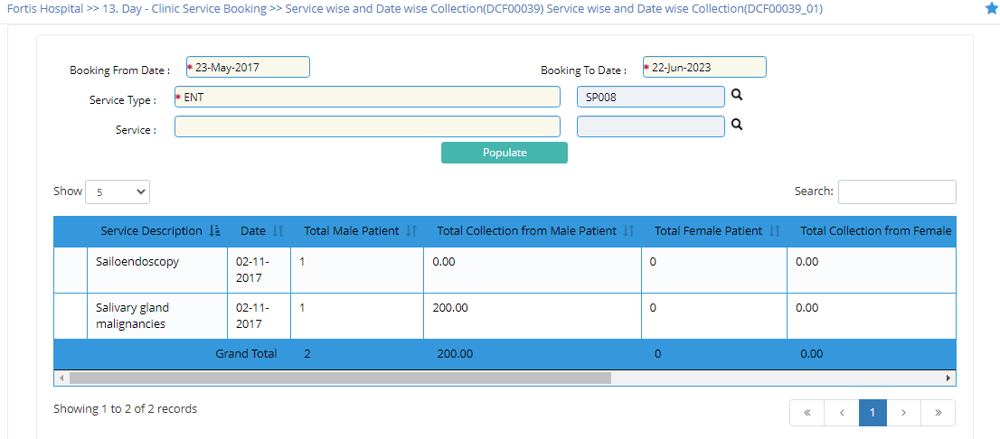 Fortis Hospital >> 13. Day - Clinic Service Booking >> Service wise and Date wise Collection(DCF00039) Service wise and Date wise Collection(DCF00039_01)
Booking From Date : * 23-May-2017 Booking To Date : * 22-Jun-2023
Service Type : * ENT SP008
Service :
Populate
Show 5 Search:
Service Description Date Total Male Patient Total Collection from Male Patient Total Female Patient Total Collection from Female
Sailoendoscopy 02-11- 1 0.00 0 0.00
2017
Salivary gland 02-11- 1 200.00 0 0.00
malignancies 2017
Grand Total 2 200.00 0 0.00
Showing 1 to 2 of 2 records
« ‹ 1 › »